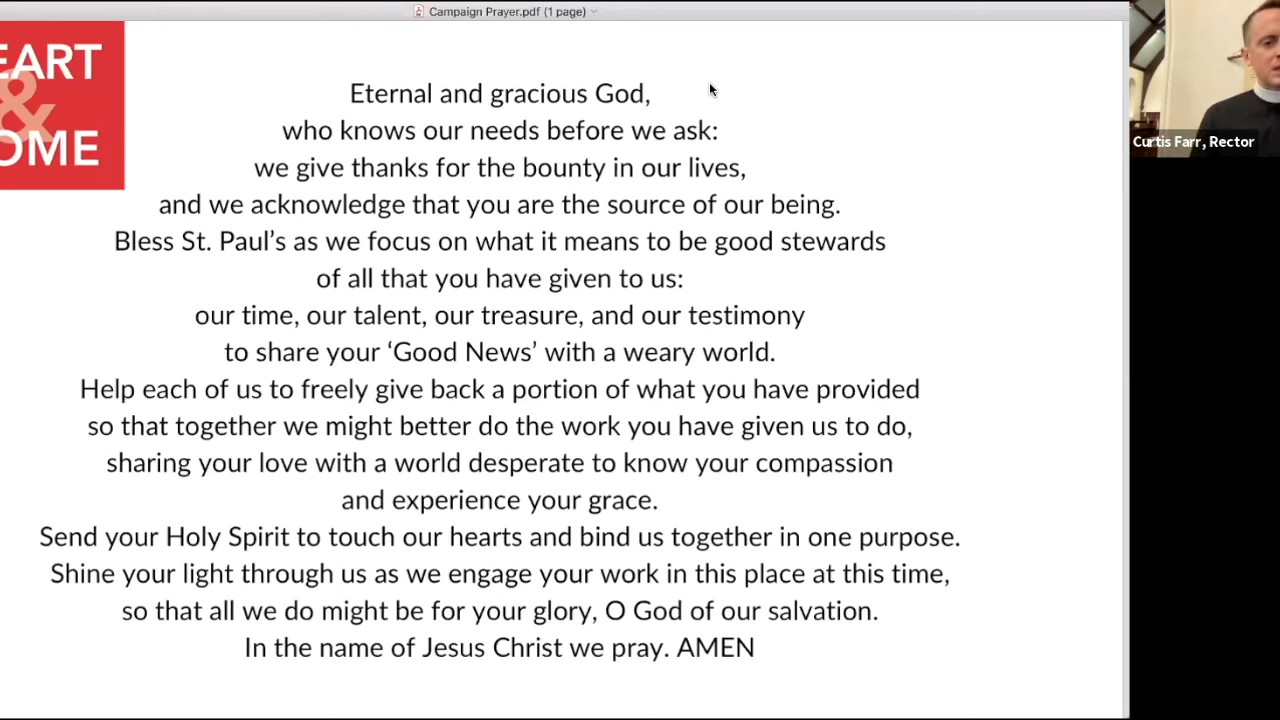 Campaign Prayer.pdf (1 page)
EART
&
OME
Eternal and gracious God,
who knows our needs before we ask:
we give thanks for the bounty in our lives,
and we acknowledge that you are the source of our being.
Bless St. Paul’s as we focus on what it means to be good stewards
of all that you have given to us:
our time, our talent, our treasure, and our testimony
to share your ‘Good News’ with a weary world.
Help each of us to freely give back a portion of what you have provided
so that together we might better do the work you have given us to do,
sharing your love with a world desperate to know your compassion
and experience your grace.
Send your Holy Spirit to touch our hearts and bind us together in one purpose.
Shine your light through us as we engage your work in this place at this time,
so that all we do might be for your glory, O God of our salvation.
In the name of Jesus Christ we pray. AMEN
Curtis Farr, Rector